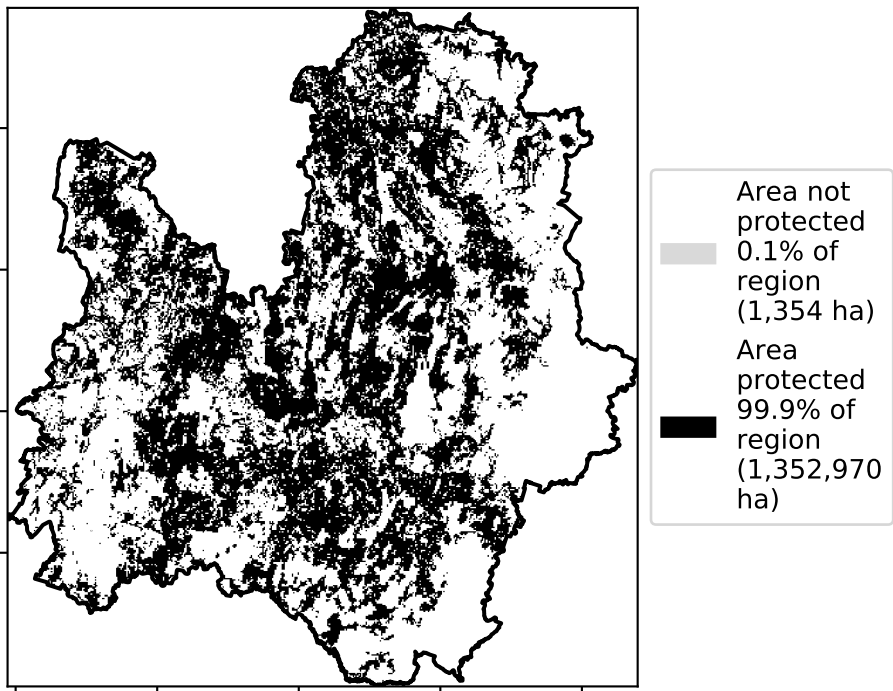 Area not
protected
0.1% of
region
(1,354 ha)
Area
protected
99.9% of
region
(1,352,970
ha)